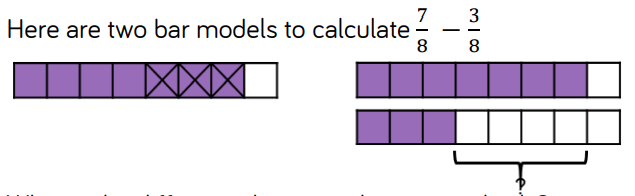 Here are two bar models to calculate 7/8 − 3/8
?